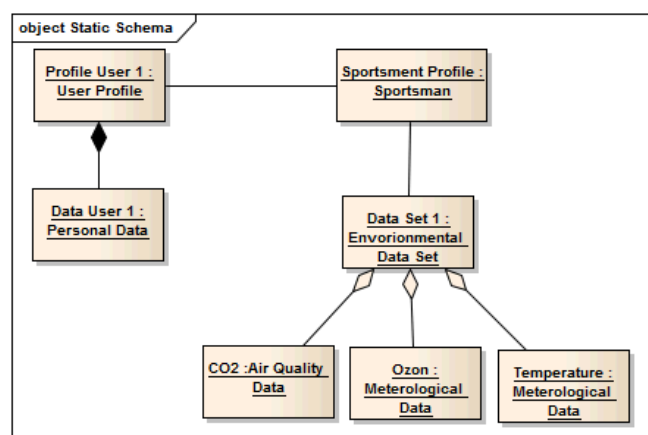 object Static Schema
Profile User 1 :
User Profile
Sportsment Profile :
Sportsman
Data User 1 :
Personal Data
Data Set 1 :
Envorionmental
Data Set
CO2 :Air Quality
Data
Ozon :
Meterological
Data
Temperature :
Meterological
Data